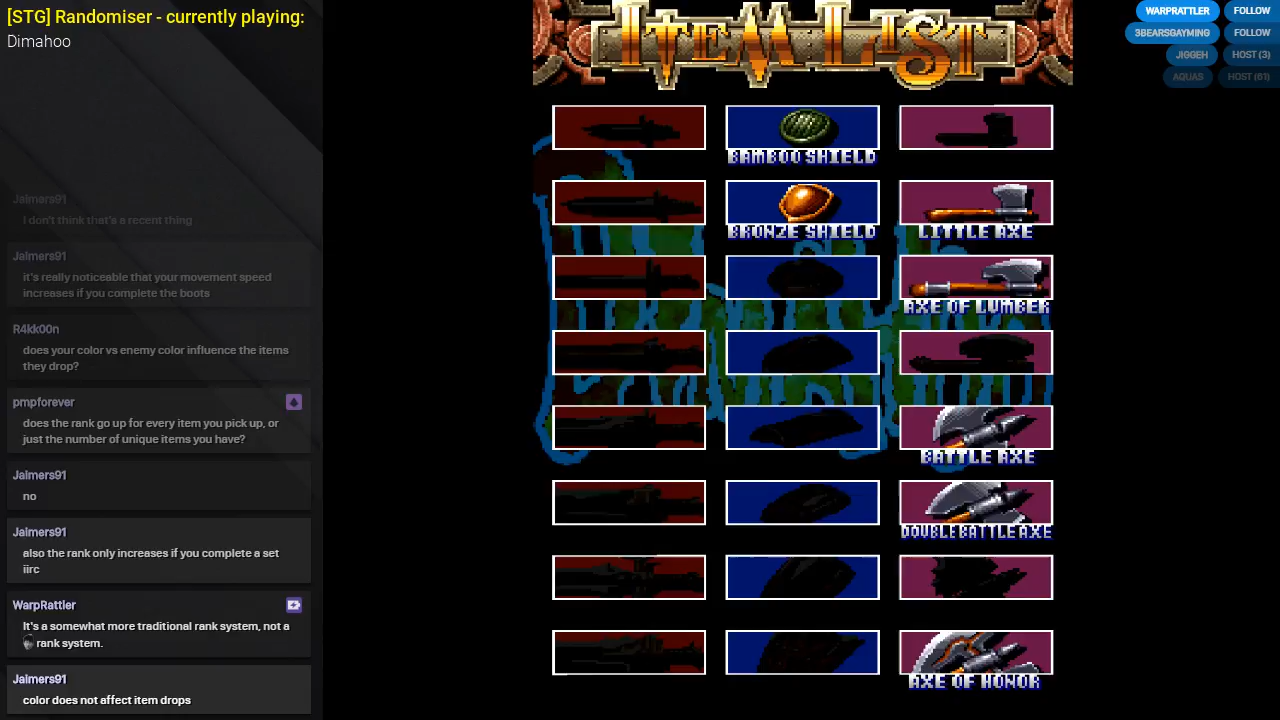 [STG] Randomiser - currently playing:
Dimahoo
Jaimers91
I don't think that's a recent thing
Jaimers91
it's really noticeable that your movement speed
increases if you complete the boots
R4kk00n
does your color vs enemy color influence the items
they drop?
pmpforever
does the rank go up for every item you pick up, or
just the number of unique items you have?
Jaimers91
no
Jaimers91
also the rank only increases if you complete a set
iirc
WarpRattler
It's a somewhat more traditional rank system, not a
rank system.
Jaimers91
color does not affect item drops
ITEM LIST
BAMBOO SHIELD
BRONZE SHIELD
LITTLE AXE
AXE OF LUMBER
BATTLE AXE
DOUBLE BATTLE AXE
AXE OF HONOR
WARPRATTLER FOLLOW
3BEARSGAYMING FOLLOW
JIGGEH HOST (3)
AQUAS HOST (61)